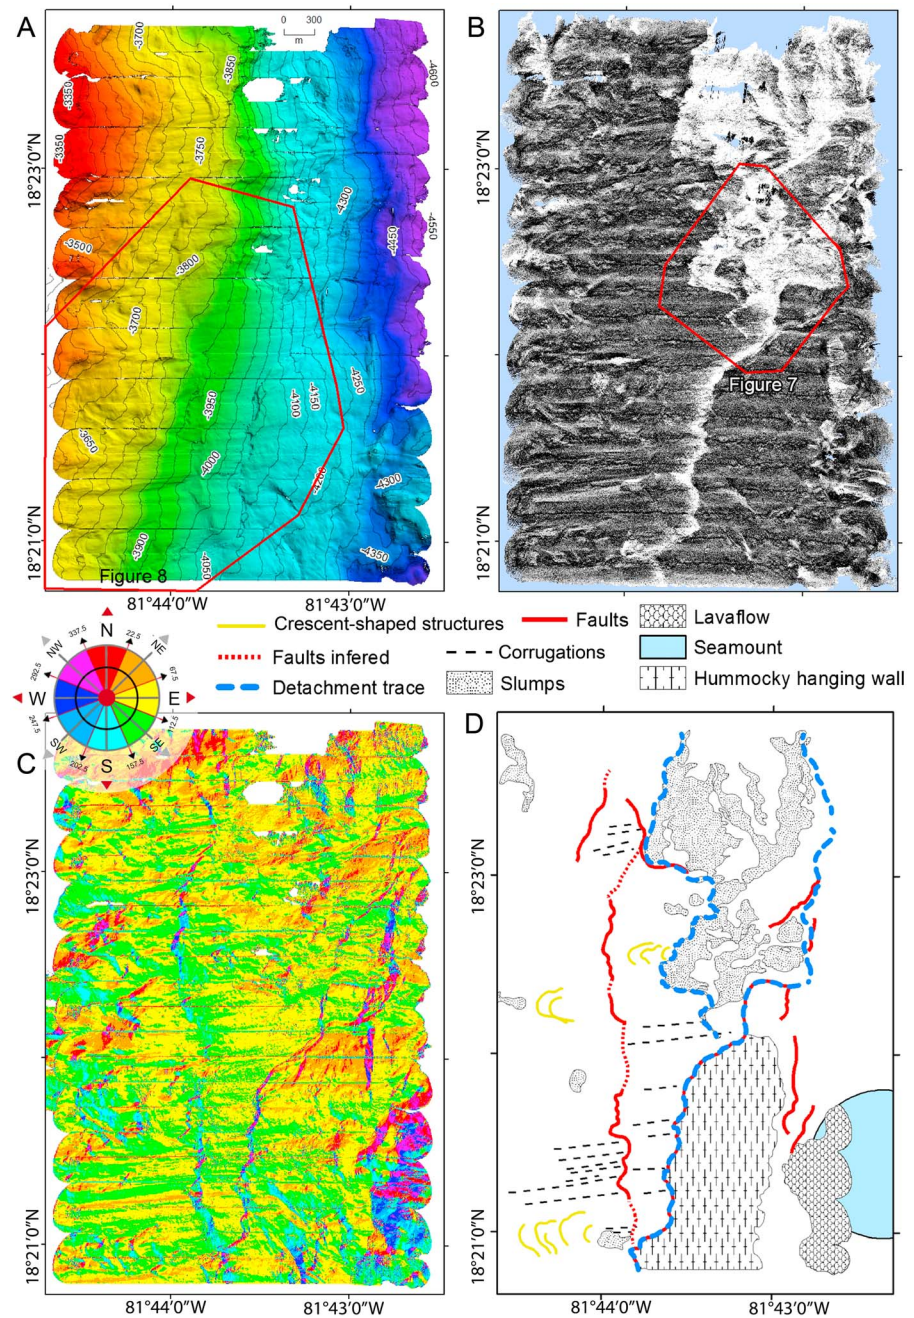 A
0 300
m
-3700
-3850
-4600
-3350
-3350
-3750
-4300
-4550
-4450
-3500
-3800
-3700
-4250
-4150
-4100
-3950
-3650
-4000
-4200
-4300
-3900
-4050
-4350
Figure 8
18°23′0″N
18°21′0″N
81°44′0″W
81°43′0″W
B
Figure 7
18°23′0″N
18°21′0″N
N
22.5
NE
67.5
E
112.5
SE
157.5
S
202.5
SW
247.5
W
292.5
NW
337.5
Crescent-shaped structures
Faults
Lavaflow
Faults infered
Corrugations
Seamount
Detachment trace
Slumps
Hummocky hanging wall
C
18°23′0″N
18°21′0″N
81°44′0″W
81°43′0″W
D
18°23′0″N
18°21′0″N
81°44′0″W
81°43′0″W